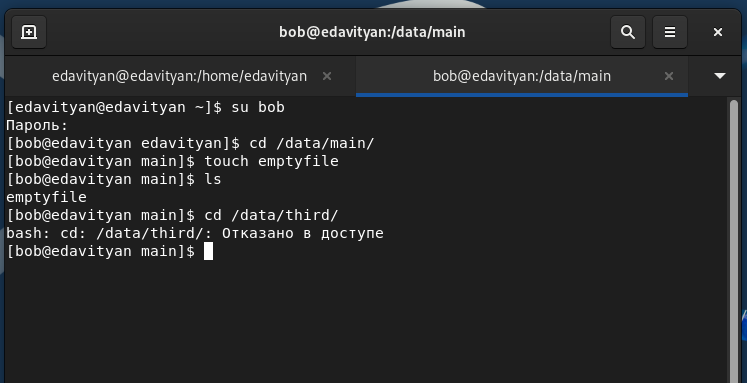 bob@edavityan:/data/main
edavityan@edavityan:/home/edavityan
bob@edavityan:/data/main
[edavityan@edavityan ~]$ su bob
Пароль:
[bob@edavityan edavityan]$ cd /data/main/
[bob@edavityan main]$ touch emptyfile
[bob@edavityan main]$ ls
emptyfile
[bob@edavityan main]$ cd /data/third/
bash: cd: /data/third/: Отказано в доступе
[bob@edavityan main]$